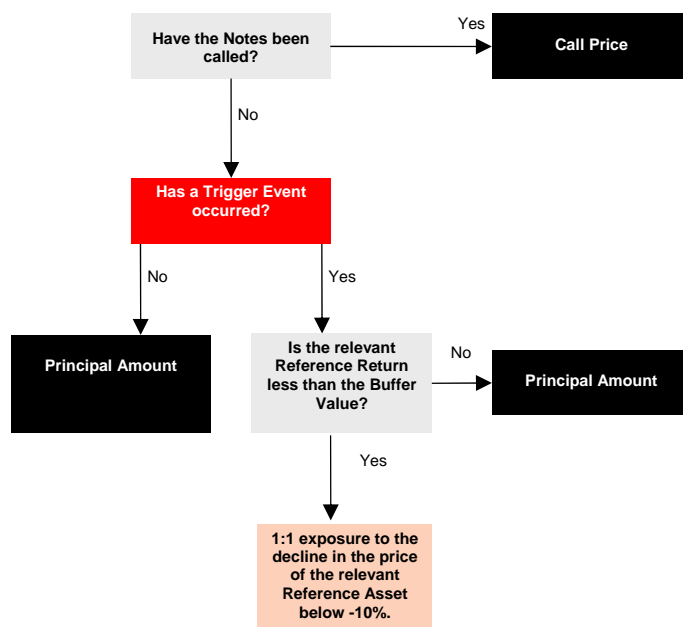 Have the Notes been
called?
Yes
Call Price
No
Has a Trigger Event
occurred?
No
Yes
Principal Amount
Is the relevant
Reference Return
less than the Buffer
Value?
No
Principal Amount
Yes
1:1 exposure to the
decline in the price
of the relevant
Reference Asset
below -10%.